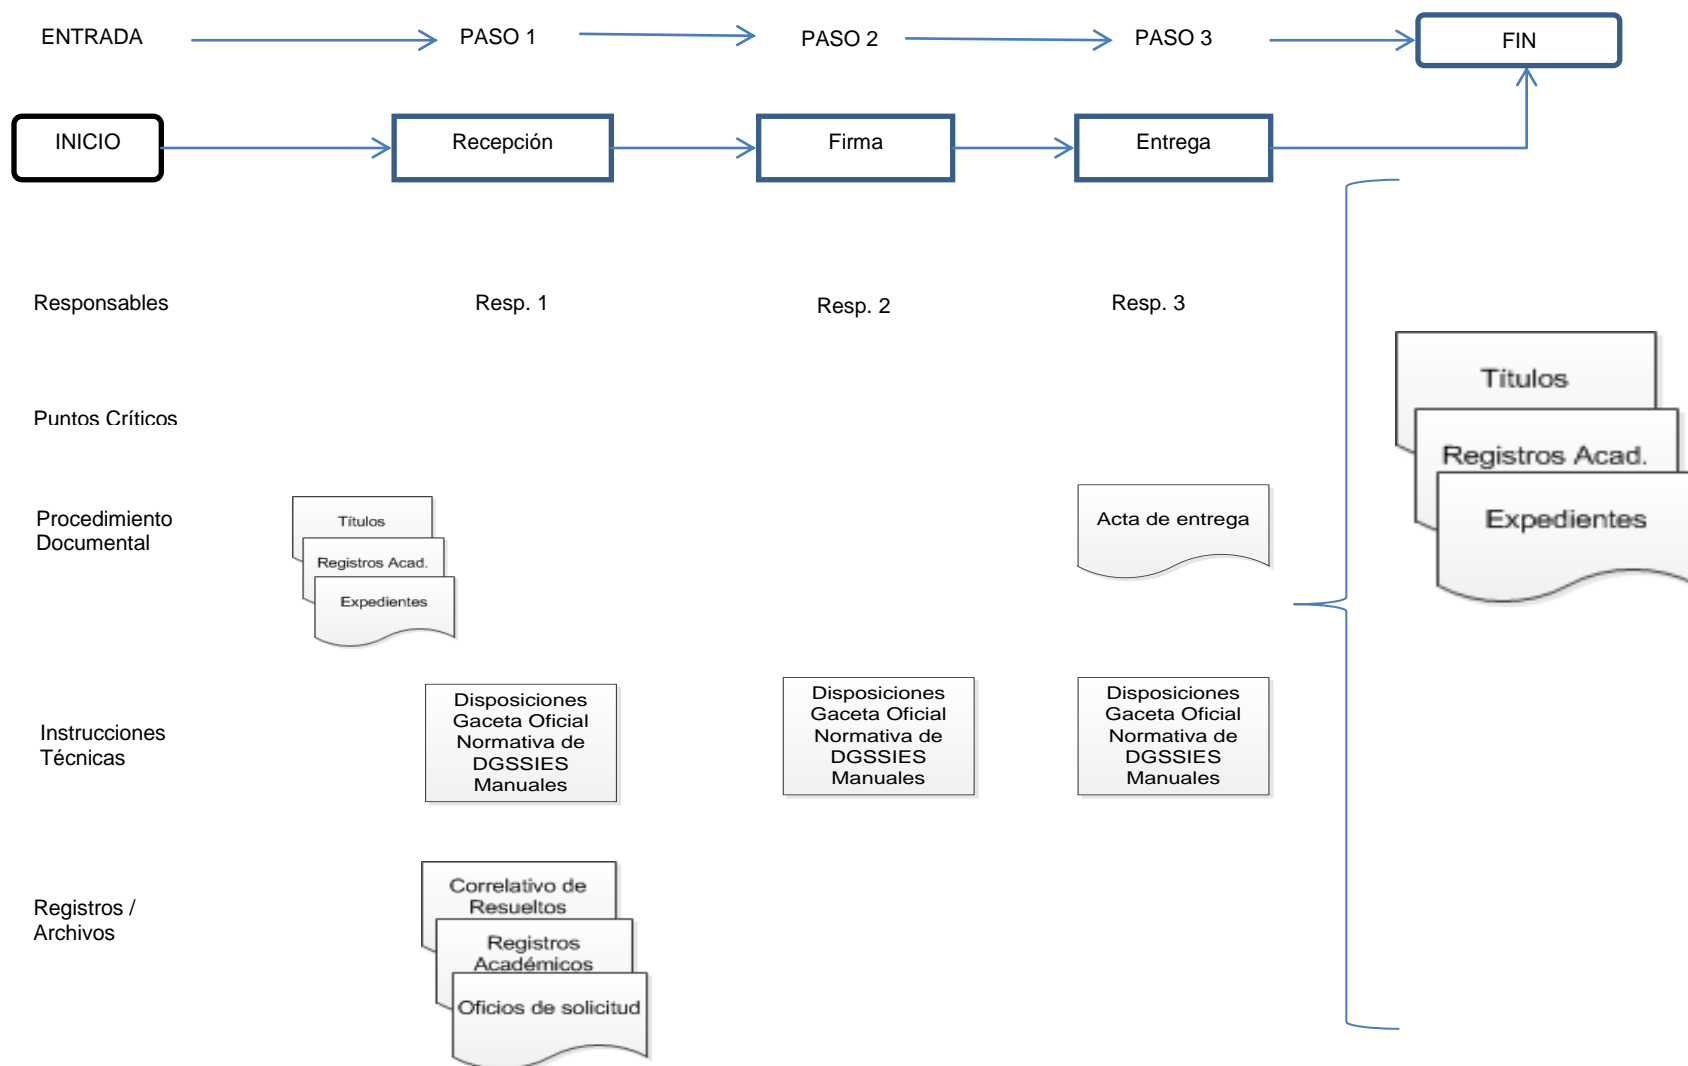 ENTRADA
PASO 1
PASO 2
PASO 3
FIN
INICIO
Recepción
Firma
Entrega
Responsables
Resp. 1
Resp. 2
Resp. 3
Puntos Críticos
Procedimiento
Documental
Títulos
Registros Acad.
Expedientes
Acta de entrega
Títulos
Registros Acad.
Expedientes
Instrucciones
Técnicas
Disposiciones
Gaceta Oficial
Normativa de
DGSSIES
Manuales
Disposiciones
Gaceta Oficial
Normativa de
DGSSIES
Manuales
Disposiciones
Gaceta Oficial
Normativa de
DGSSIES
Manuales
Registros /
Archivos
Correlativo de
Resueltos
Registros
Académicos
Oficios de solicitud